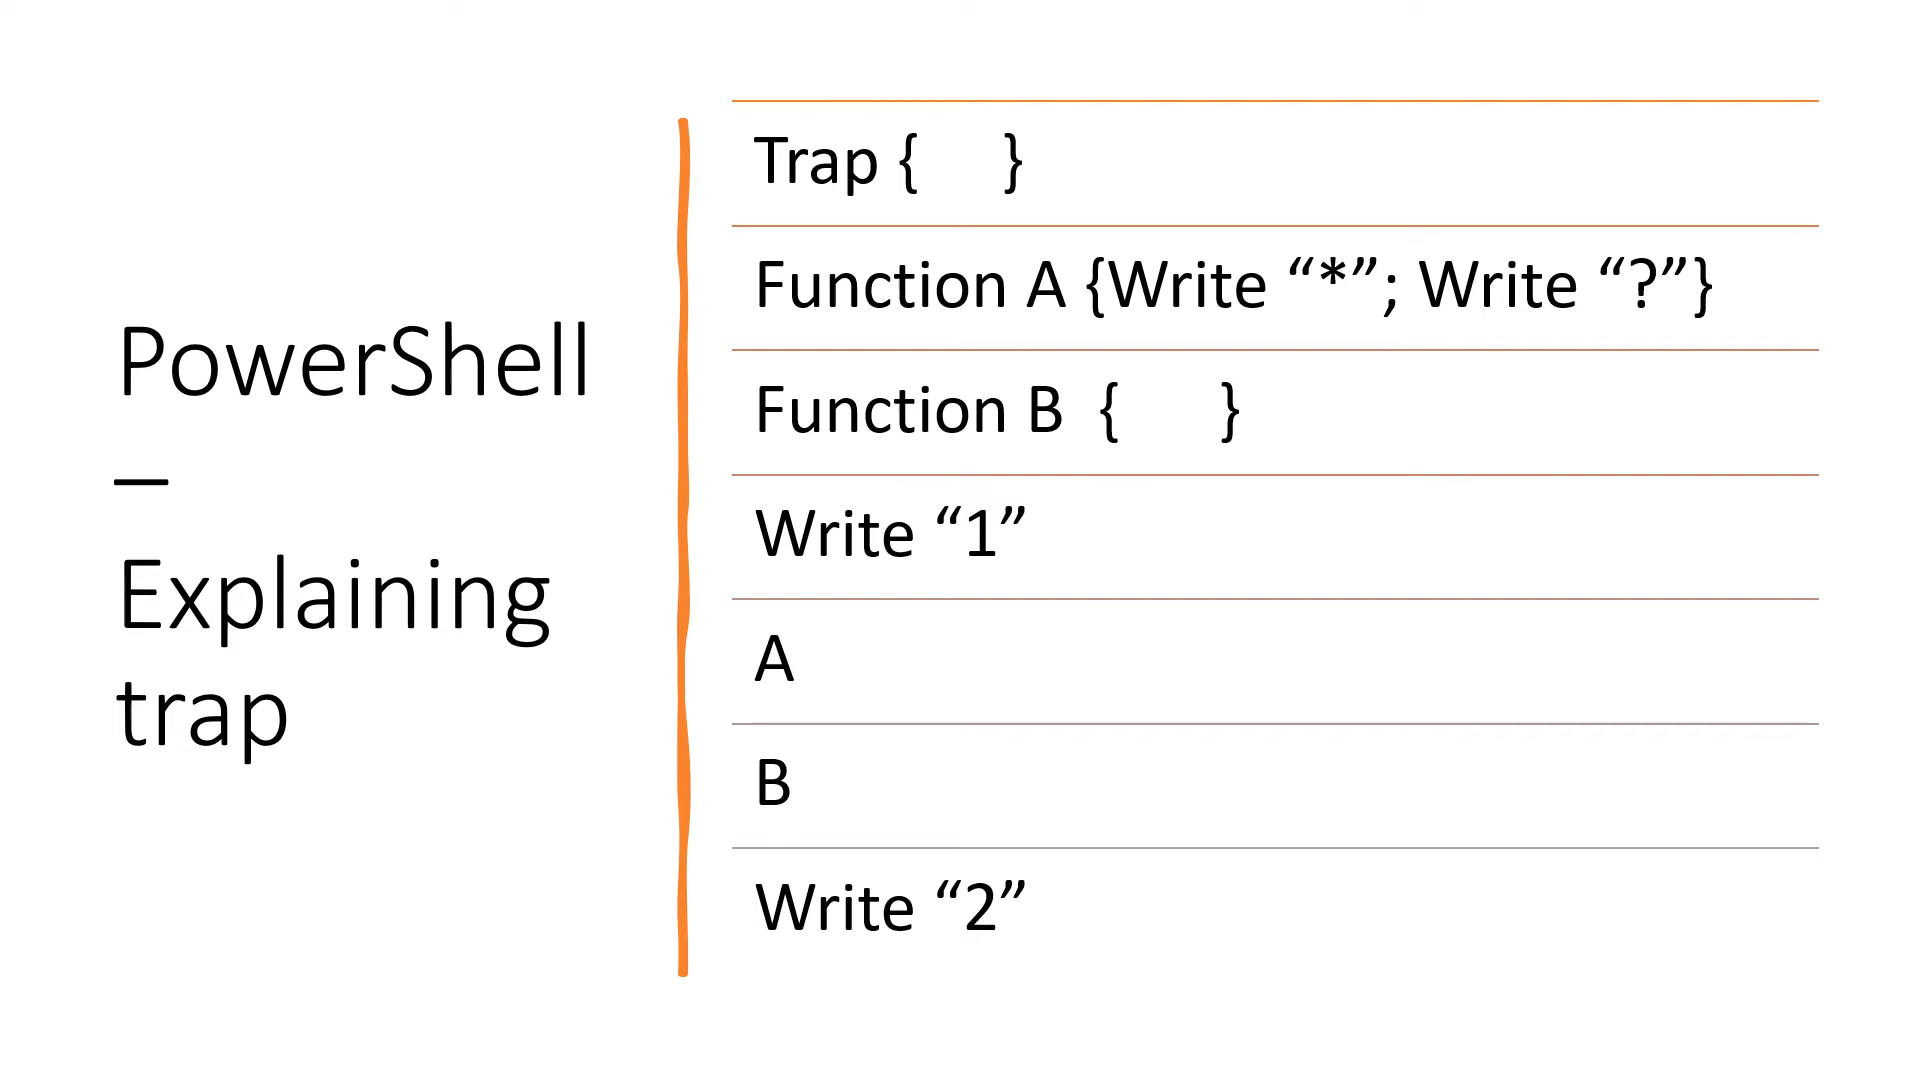 PowerShell
–
Explaining
trap
Trap {     }
Function A {Write “*”; Write “?”}
Function B  {      }
Write “1”
A
B
Write “2”